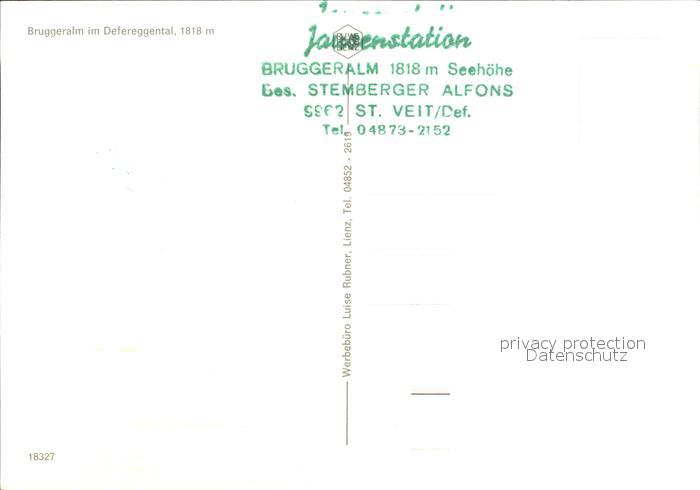 Bruggeralm im Defereggental, 1818 m
Jausenstation
BRUGGERALM 1818 m Seehöhe
Bes. STEMBERGER ALFONS
9962 ST. VEIT/Def.
Tel. 04873-2152
Werbebüro Luise Rubner, Lienz, Tel. 04852 - 2619
privacy protection
Datenschutz
18327